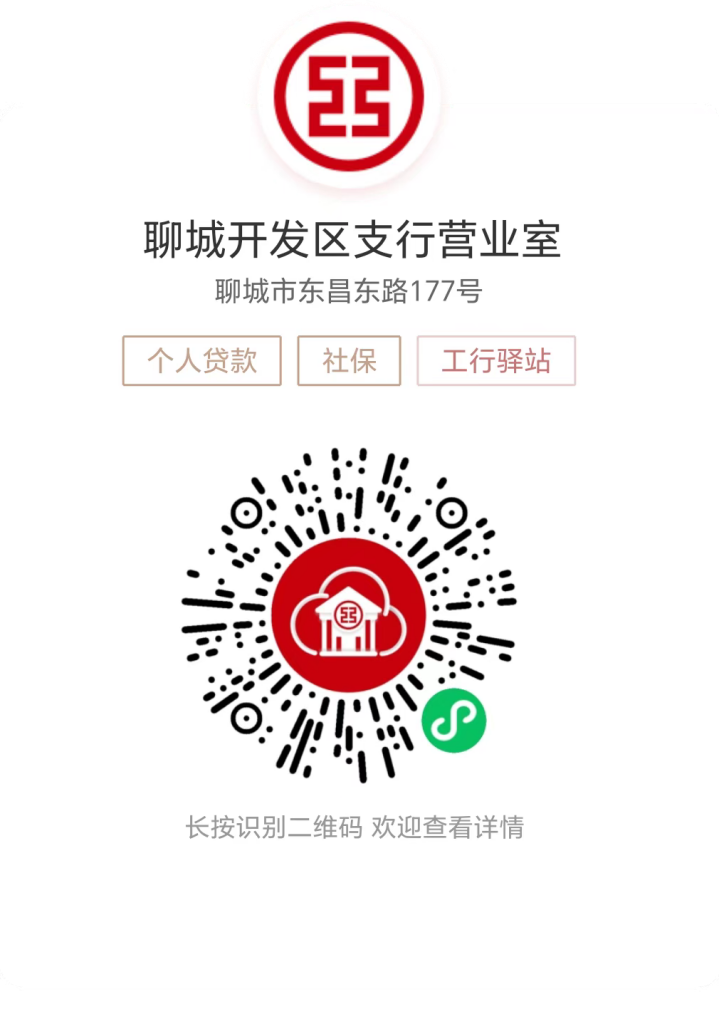 聊城开发区支行营业室
聊城市东昌东路177号
个人贷款 社保 工行驿站
长按识别二维码 欢迎查看详情